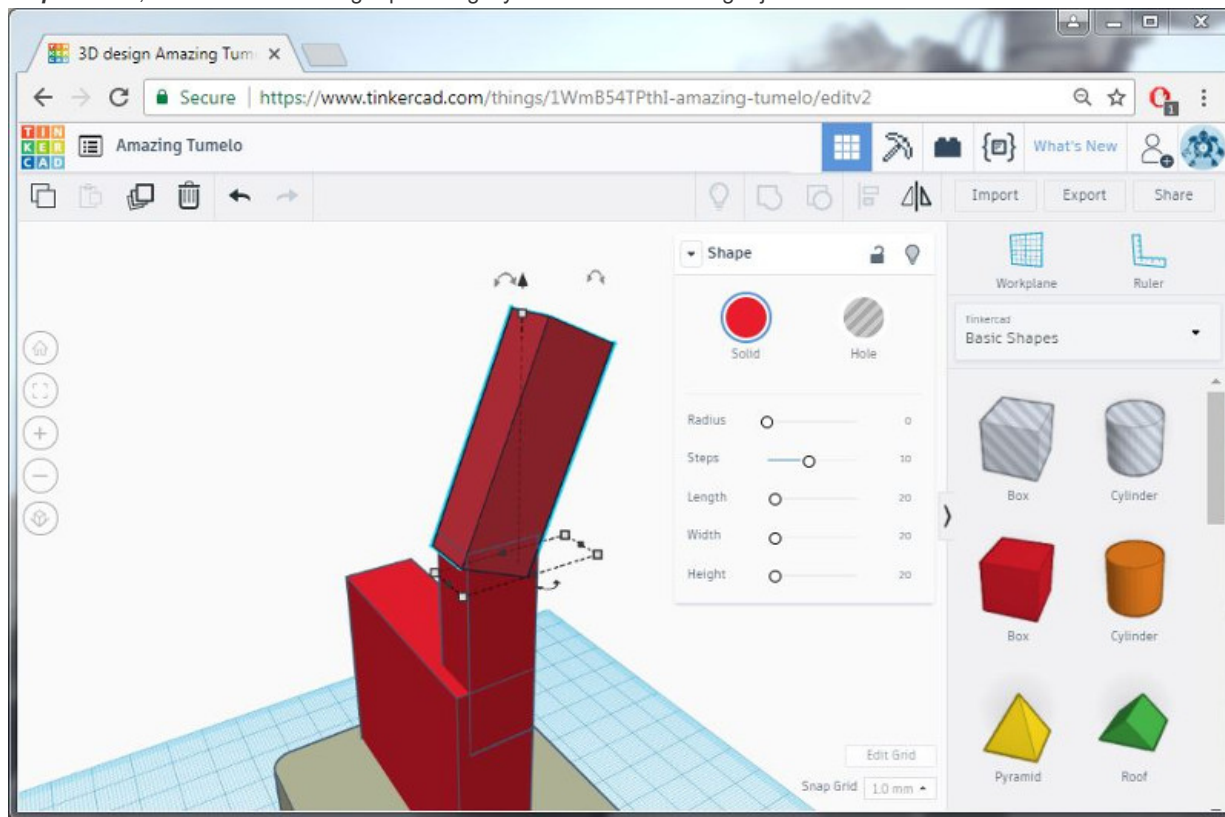 3D design Amazing Tum
Secure
https://www.tinkercad.com/things/1WmB54TPthI-amazing-tumelo/editv2
1
TIN
KER
CAD
Amazing Tumelo
What's New
Import
Export
Share
Shape
Solid
Hole
Radius
0
Steps
10
Length
20
Width
20
Height
20
Workplane
Ruler
Tinkercad
Basic Shapes
Box
Cylinder
Box
Cylinder
Pyramid
Roof
Edit Grid
Snap Grid
1.0 mm